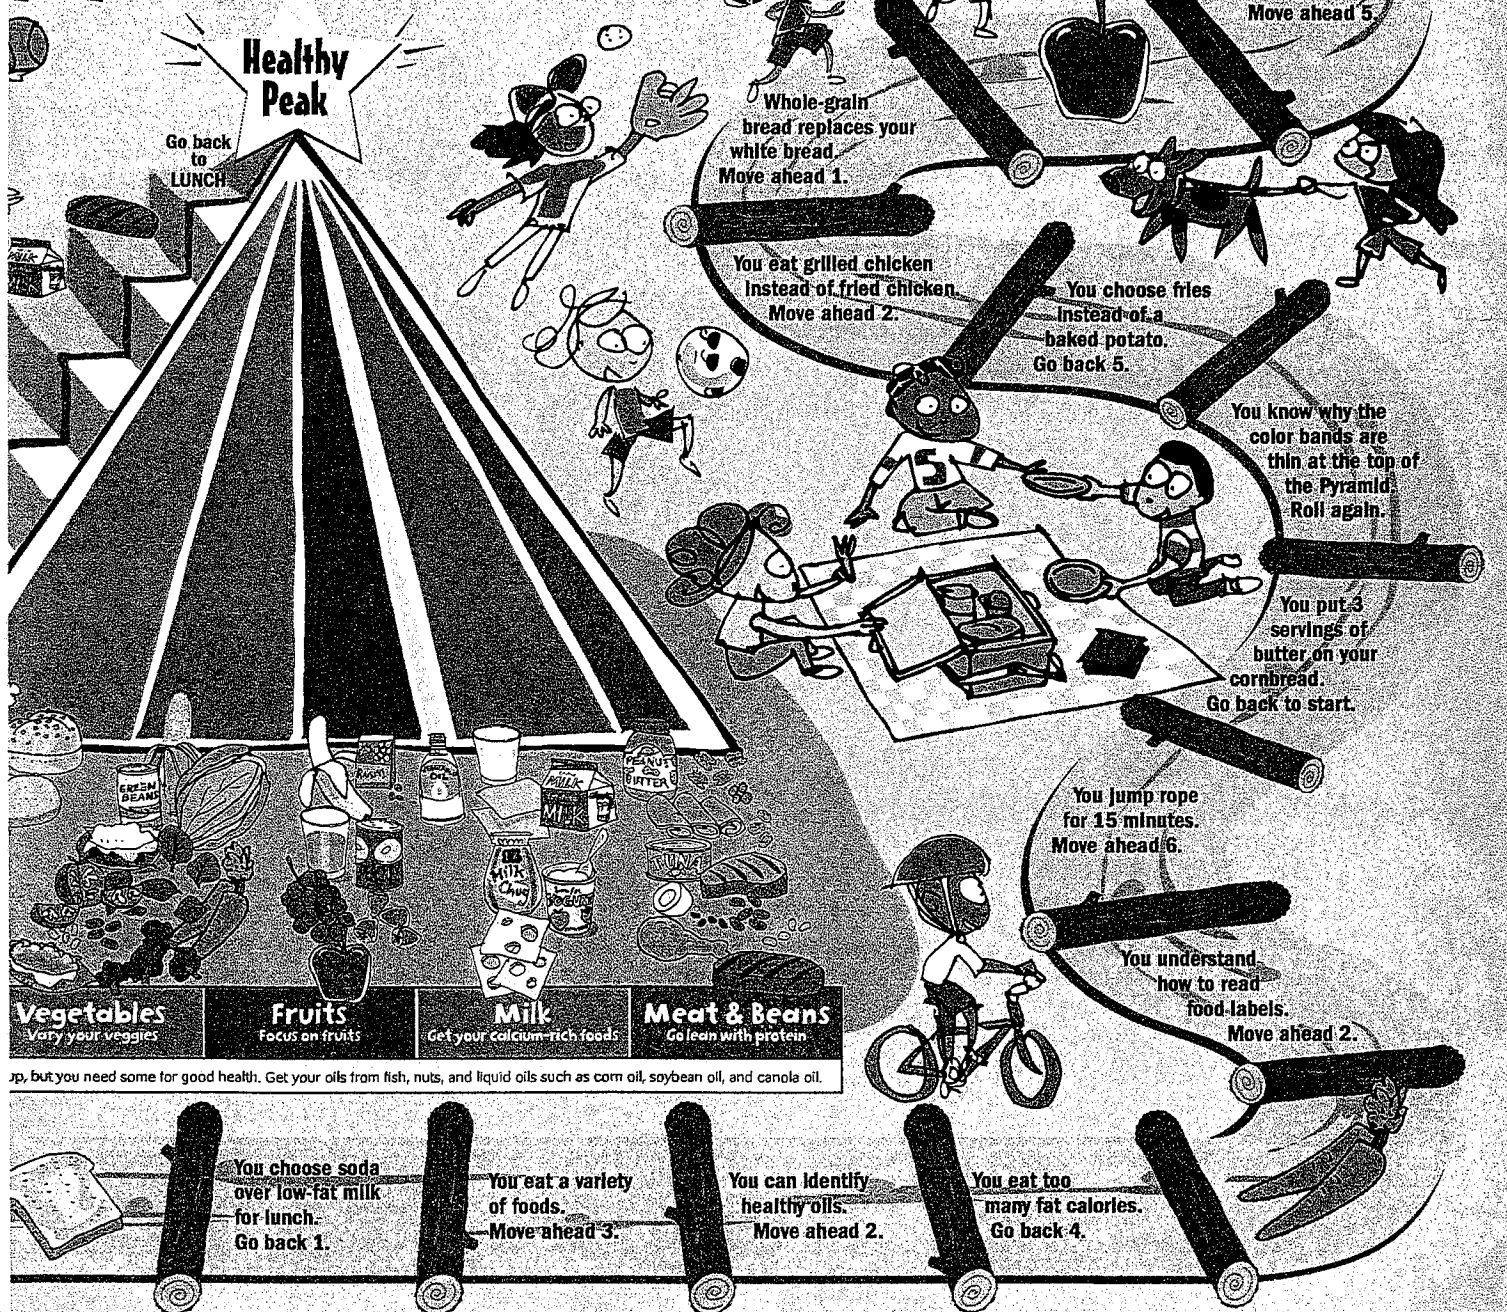 Move ahead 5.
Healthy
Peak
Go back
to
LUNCH
Whole-grain
bread replaces your
white bread.
Move ahead 1.
You eat grilled chicken
instead of fried chicken.
Move ahead 2.
You choose fries
instead of a
baked potato.
Go back 5.
You know why the
color bands are
thin at the top of
the Pyramid.
Roll again.
You put 3
servings of
butter on your
cornbread.
Go back to start.
You jump rope
for 15 minutes.
Move ahead 6.
You understand
how to read
food labels.
Move ahead 2.
MILK
5
GREEN
BEANS
OIL
MILK
MILK
PEANUT
BUTTER
TUNA
Milk
Chug
YOGURT
Vegetables
Vary your veggies
Fruits
Focus on fruits
Milk
Get your calcium-rich foods
Meat & Beans
Go lean with protein
but you need some for good health. Get your oils from fish, nuts, and liquid oils such as corn oil, soybean oil, and canola oil.
You choose soda
over low-fat milk
for lunch.
Go back 1.
You eat a variety
of foods.
Move ahead 3.
You can identify
healthy oils.
Move ahead 2.
You eat too
many fat calories.
Go back 4.